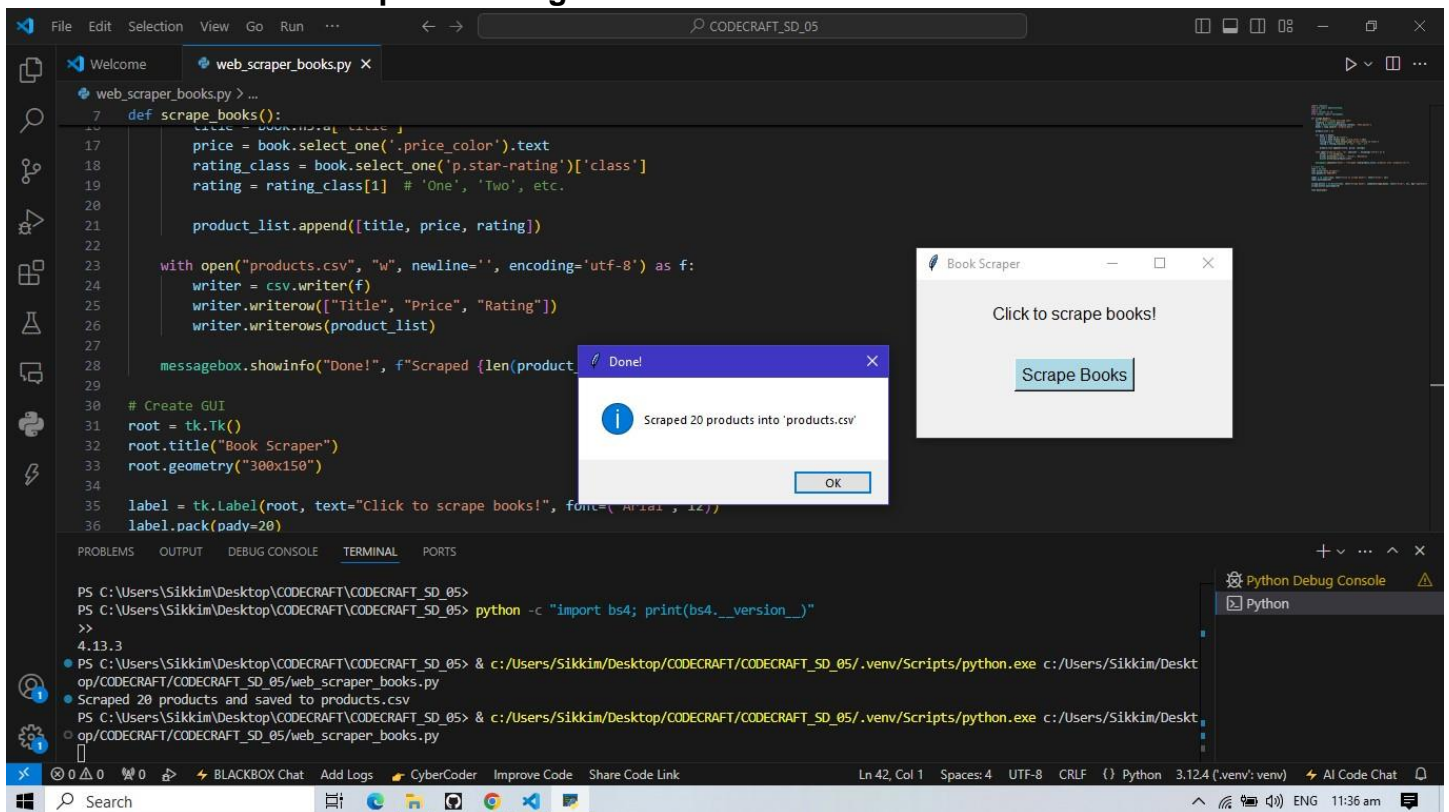 File Edit Selection View Go Run ··· CODECRAFT_SD_05
Welcome web_scraper_books.py
web_scraper_books.py > ...
7 def scrape_books():
17 price = book.select_one('.price_color').text
18 rating_class = book.select_one('p.star-rating')['class']
19 rating = rating_class[1] # 'One', 'Two', etc.
20
21 product_list.append([title, price, rating])
22
23 with open("products.csv", "w", newline='', encoding='utf-8') as f:
24 writer = csv.writer(f)
25 writer.writerow(["Title", "Price", "Rating"])
26 writer.writerows(product_list)
27
28 messagebox.showinfo("Done!", f"Scraped {len(product_
29
30 # Create GUI
31 root = tk.Tk()
32 root.title("Book Scraper")
33 root.geometry("300x150")
34
35 label = tk.Label(root, text="Click to scrape books!",
36 label.pack(pady=20)
Book Scraper
Click to scrape books!
Scrape Books
Done!
Scraped 20 products into 'products.csv'
OK
PROBLEMS OUTPUT DEBUG CONSOLE TERMINAL PORTS
Python Debug Console
Python
PS C:\Users\Sikkim\Desktop\CODECRAFT\CODECRAFT_SD_05>
PS C:\Users\Sikkim\Desktop\CODECRAFT\CODECRAFT_SD_05> python -c "import bs4; print(bs4.__version__)"
>>
4.13.3
PS C:\Users\Sikkim\Desktop\CODECRAFT\CODECRAFT_SD_05> & c:/Users/Sikkim/Desktop/CODECRAFT/CODECRAFT_SD_05/.venv/Scripts/python.exe c:/Users/Sikkim/Deskt
op/CODECRAFT/CODECRAFT_SD_05/web_scraper_books.py
Scraped 20 products and saved to products.csv
PS C:\Users\Sikkim\Desktop\CODECRAFT\CODECRAFT_SD_05> & c:/Users/Sikkim/Desktop/CODECRAFT/CODECRAFT_SD_05/.venv/Scripts/python.exe c:/Users/Sikkim/Deskt
op/CODECRAFT/CODECRAFT_SD_05/web_scraper_books.py
0 0 0 BLACKBOX Chat Add Logs CyberCoder Improve Code Share Code Link Ln 42, Col 1 Spaces: 4 UTF-8 CRLF {} Python 3.12.4 ('.venv': venv) AI Code Chat
Search ENG 11:36 am